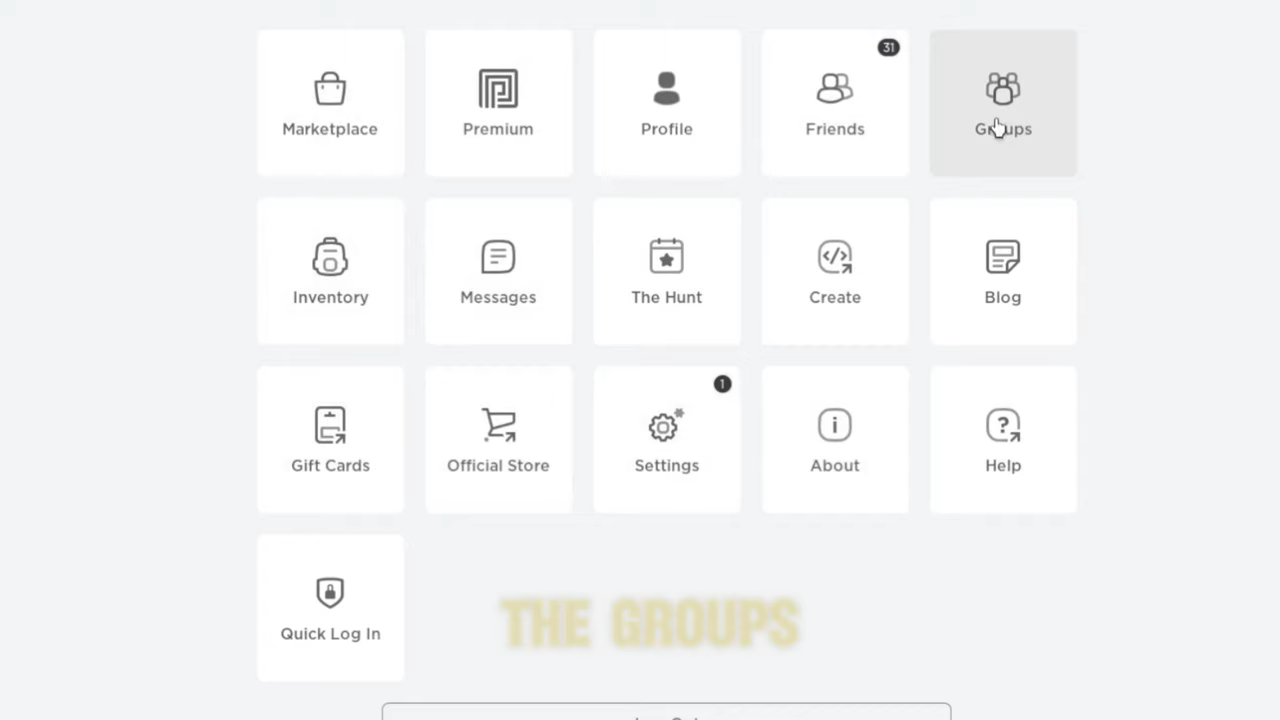 31
Marketplace
Premium
Profile
Friends
Groups
Inventory
Messages
The Hunt
Create
Blog
1
Gift Cards
Official Store
Settings
About
Help
Quick Log In
THE GROUPS